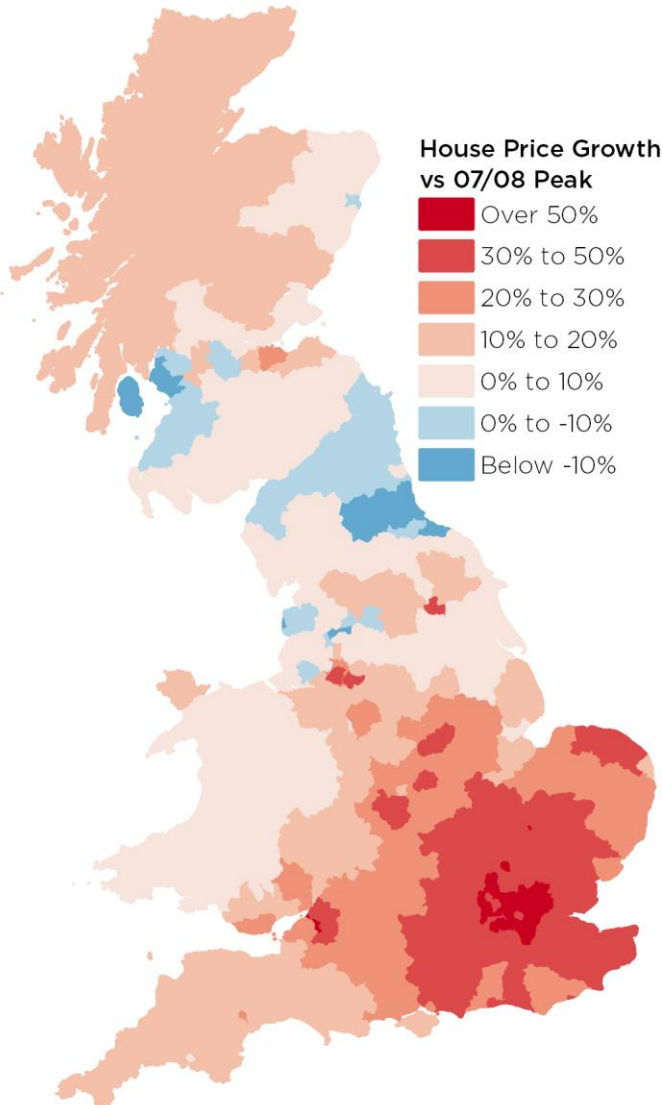 House Price Growth
vs 07/08 Peak
Over 50%
30% to 50%
20% to 30%
10% to 20%
0% to 10%
0% to -10%
Below -10%